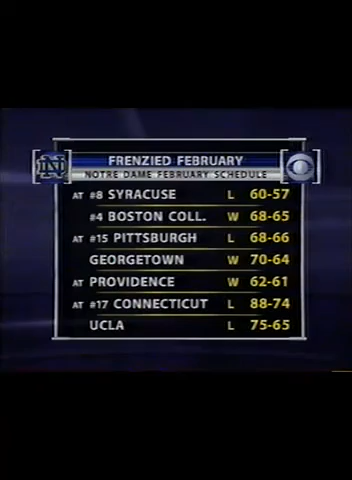 FRENZIED FEBRUARY
NOTRE DAME FEBRUARY SCHEDULE
AT #8 SYRACUSE L 60-57
#4 BOSTON COLL. W 68-65
AT #15 PITTSBURGH L 68-66
GEORGETOWN W 70-64
AT PROVIDENCE W 62-61
AT #17 CONNECTICUT L 88-74
UCLA L 75-65